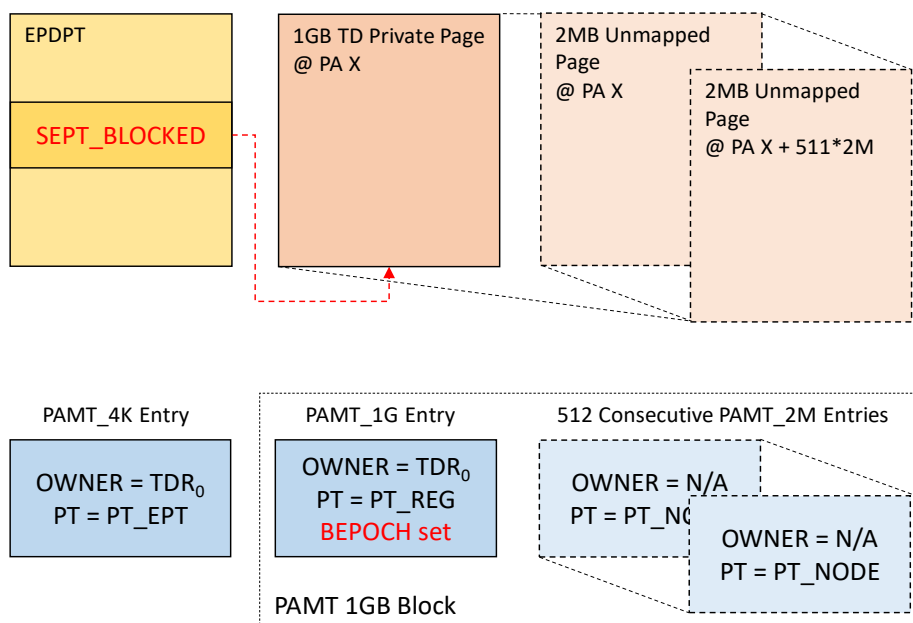 EPDPT
SEPT_BLOCKED
1GB TD Private Page
@ PA X
2MB Unmapped
Page
@ PA X
2MB Unmapped
Page
@ PA X + 511*2M
PAMT_4K Entry
OWNER = TDR₀
PT = PT_EPT
PAMT_1G Entry
OWNER = TDR₀
PT = PT_REG
BEPOCH set
PAMT 1GB Block
512 Consecutive PAMT_2M Entries
OWNER = N/A
PT =
OWNER = N/A
PT = PT_NODE